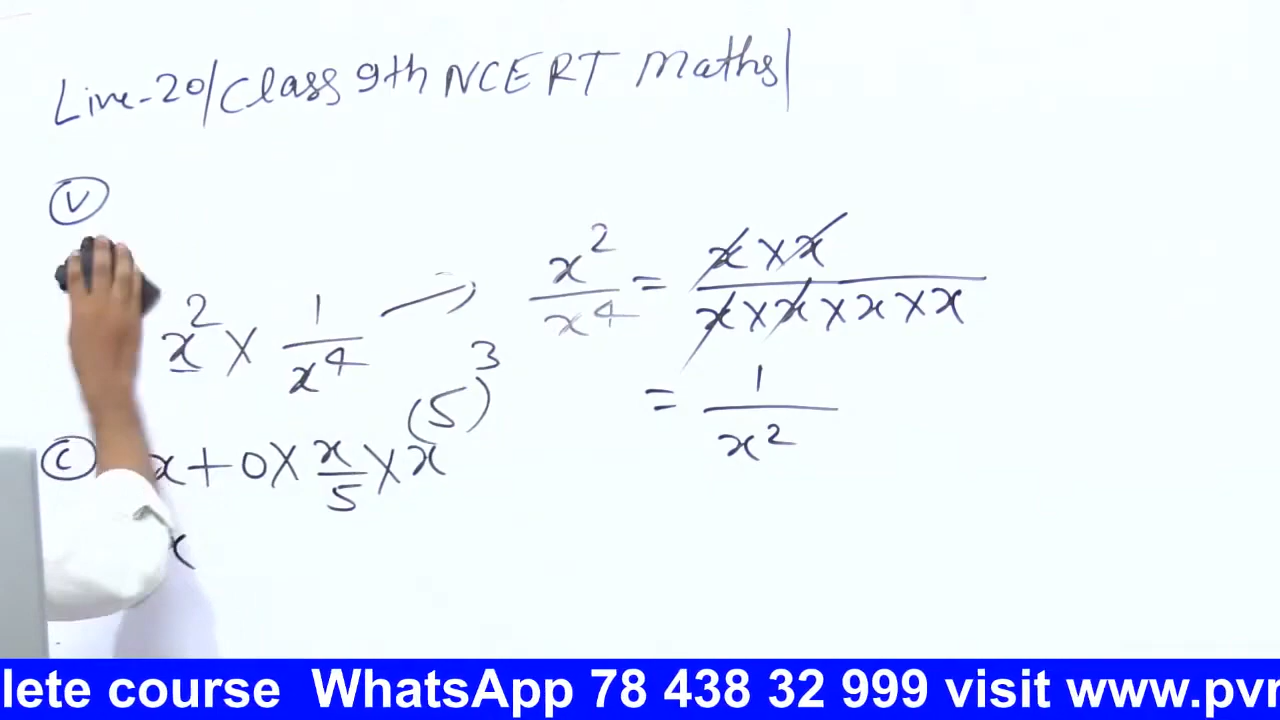 Live-20/Class 9th NCERT Maths|
V
x² × 1/x⁴ → x²/x⁴ = x × x / x × x × x × x
= 1/x²
(5)³
C x + 0 × x/5 × x
x
lete course WhatsApp 78 438 32 999 visit www.pvr